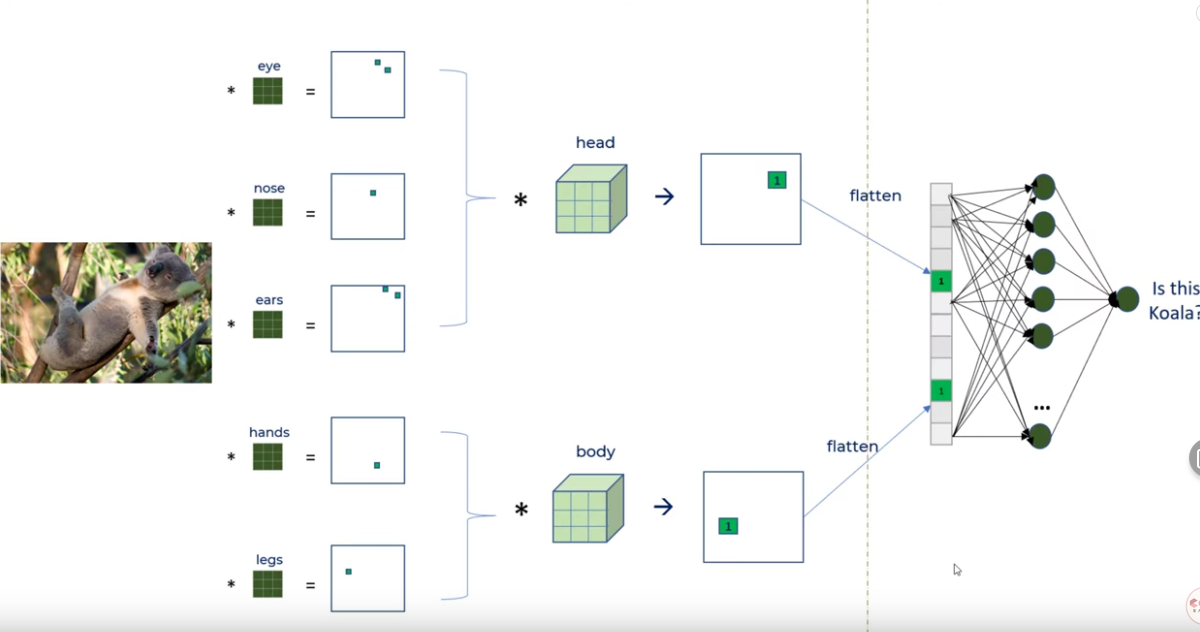 eye
* =
nose
* =
ears
* =
head
* →
1
hands
* =
legs
* =
body
* →
1
flatten
flatten
1
1
...
Is this
Koala?